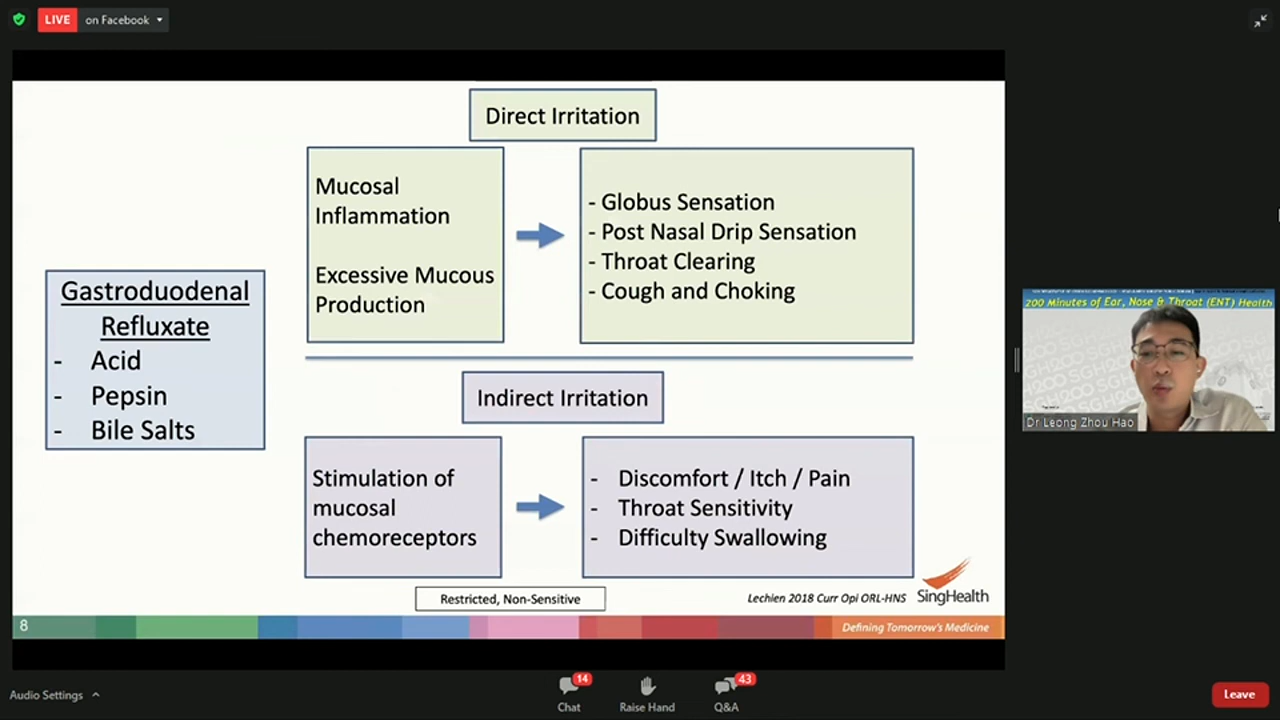 LIVE
on Facebook
Direct Irritation
Mucosal
Inflammation
Excessive Mucous
Production
- Globus Sensation
- Post Nasal Drip Sensation
- Throat Clearing
- Cough and Choking
Gastroduodenal
Refluxate
- Acid
- Pepsin
- Bile Salts
Indirect Irritation
Stimulation of
mucosal
chemoreceptors
- Discomfort / Itch / Pain
- Throat Sensitivity
- Difficulty Swallowing
Restricted, Non-Sensitive
Lechien 2018 Curr Opi ORL-HNS
SingHealth
8
Defining Tomorrow's Medicine
200 Minutes of Ear, Nose & Throat (ENT) Health
Dr Leong Zhou Hao
Audio Settings
14
Chat
Raise Hand
43
Q&A
Leave